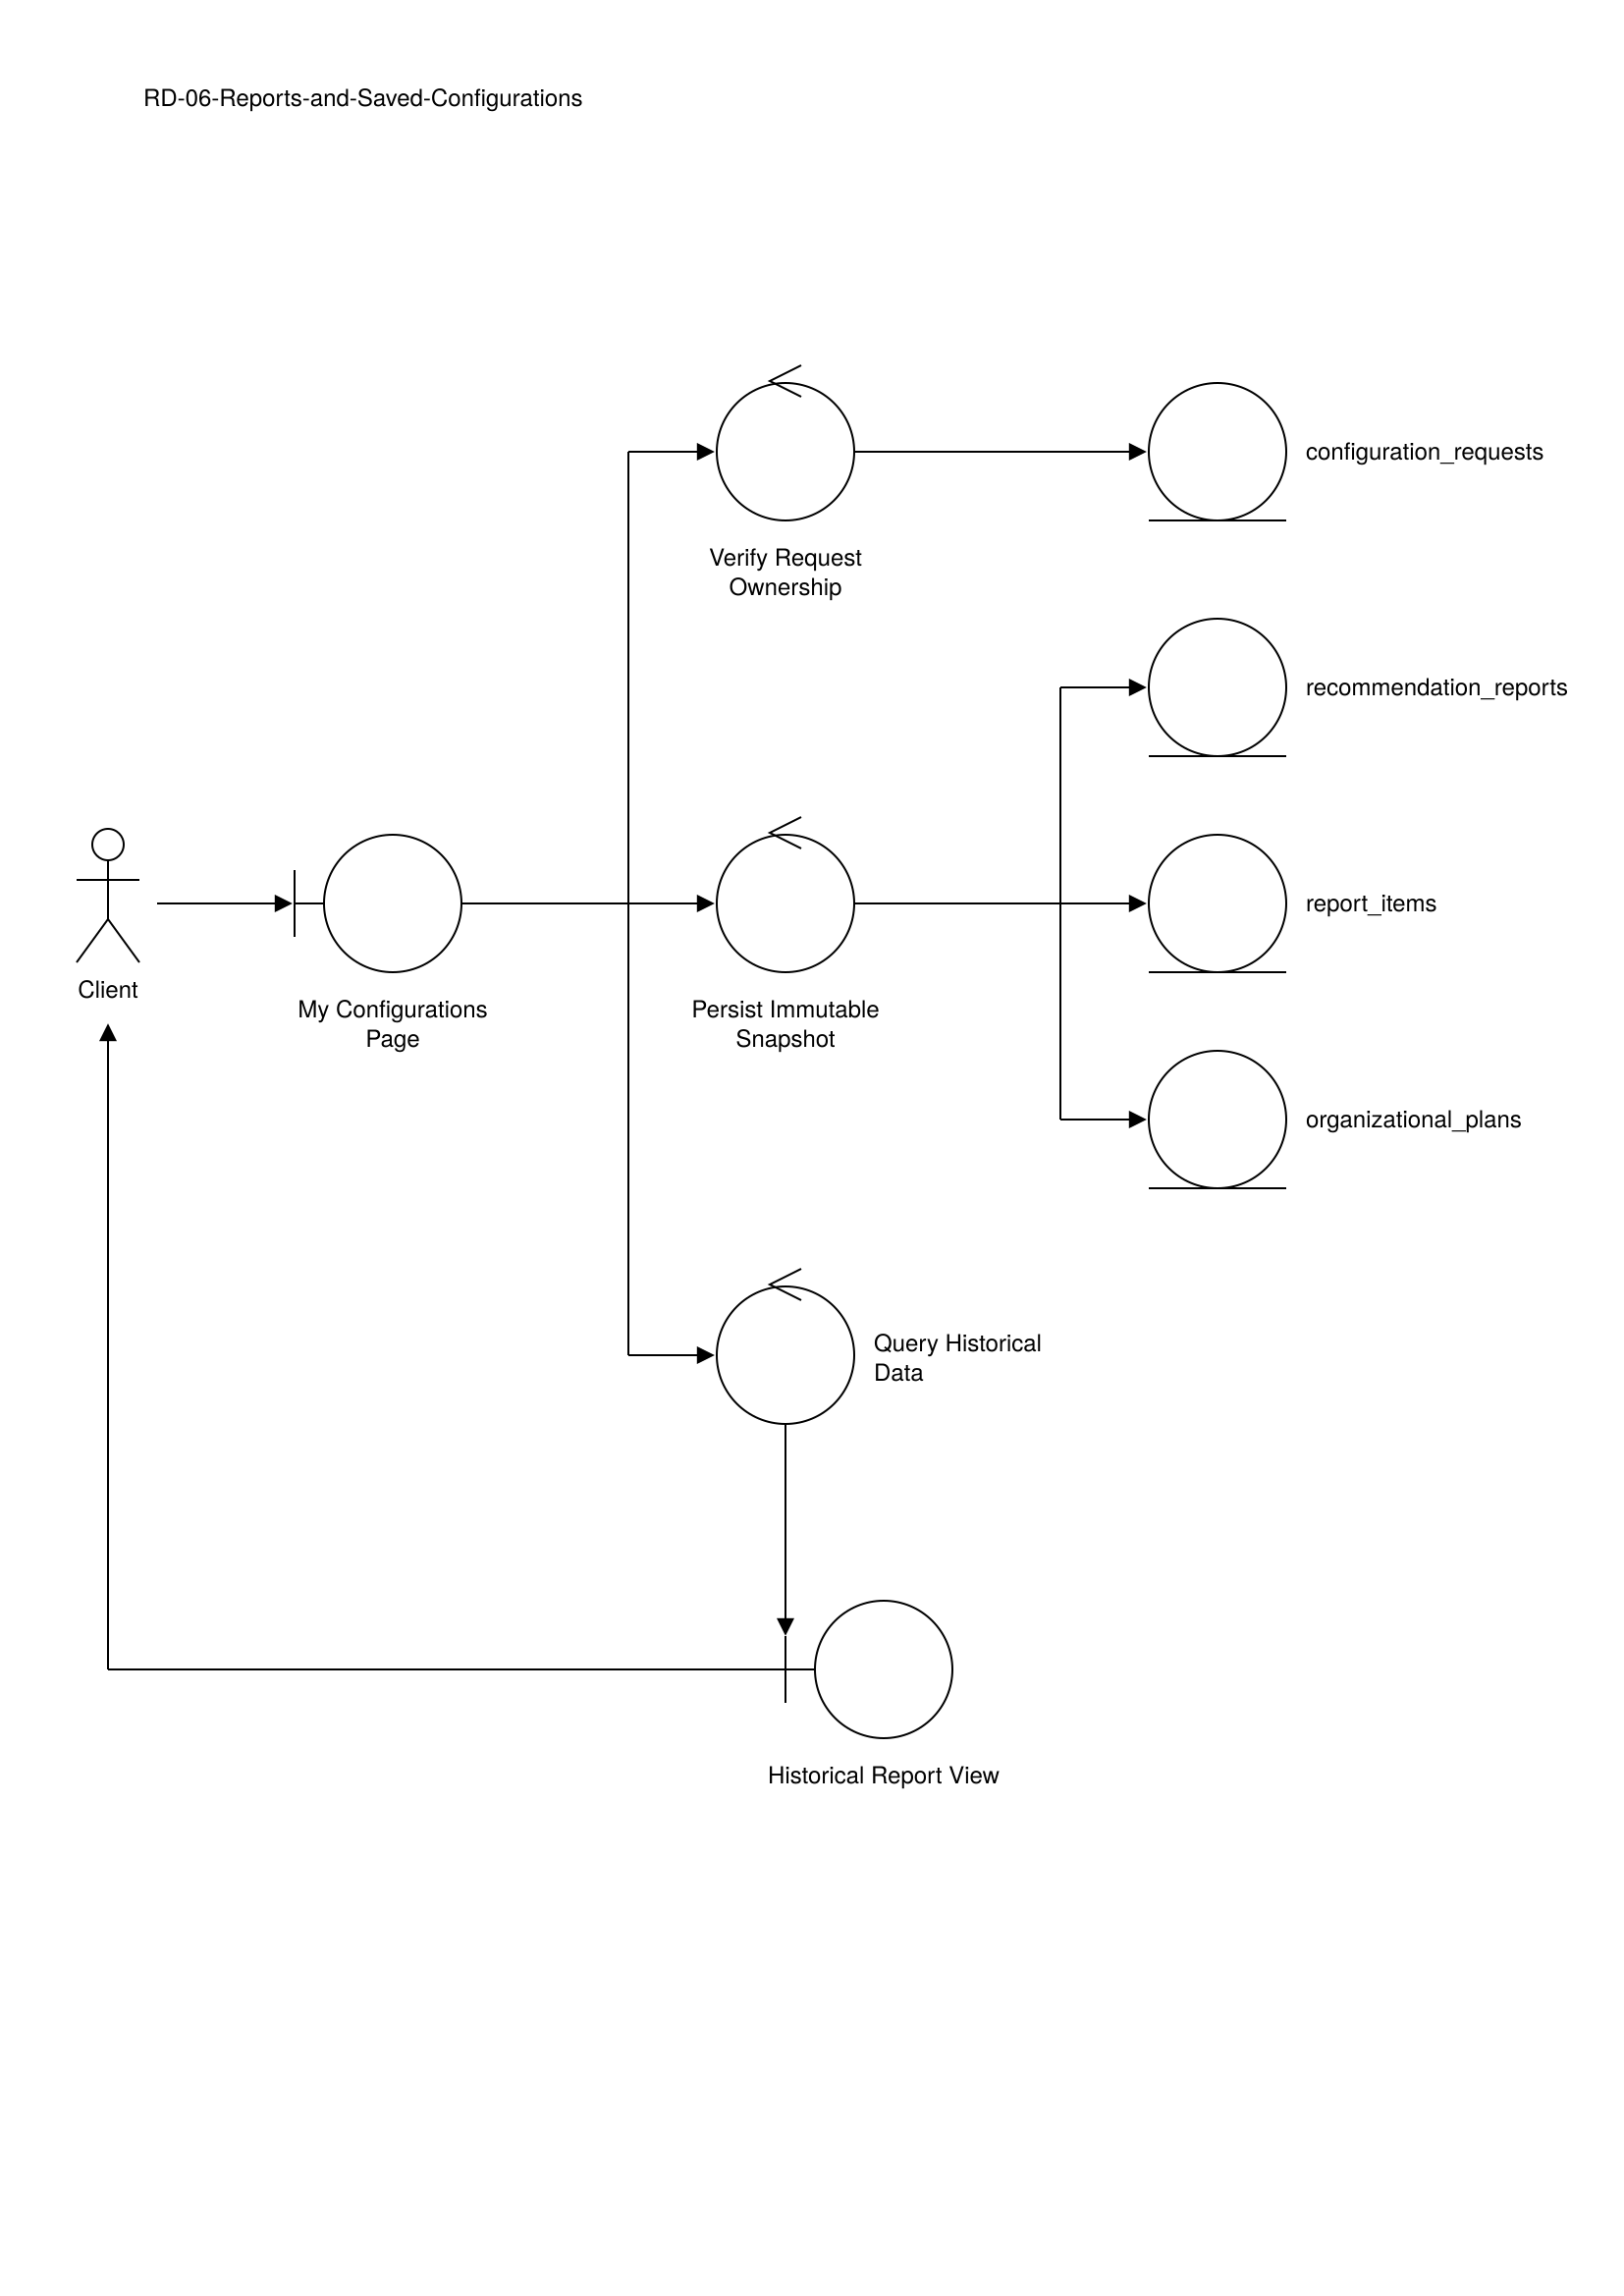 RD-06-Reports-and-Saved-Configurations
configuration_requests
Verify Request
Ownership
recommendation_reports
report_items
Client
My Configurations
Page
Persist Immutable
Snapshot
organizational_plans
Query Historical
Data
Historical Report View